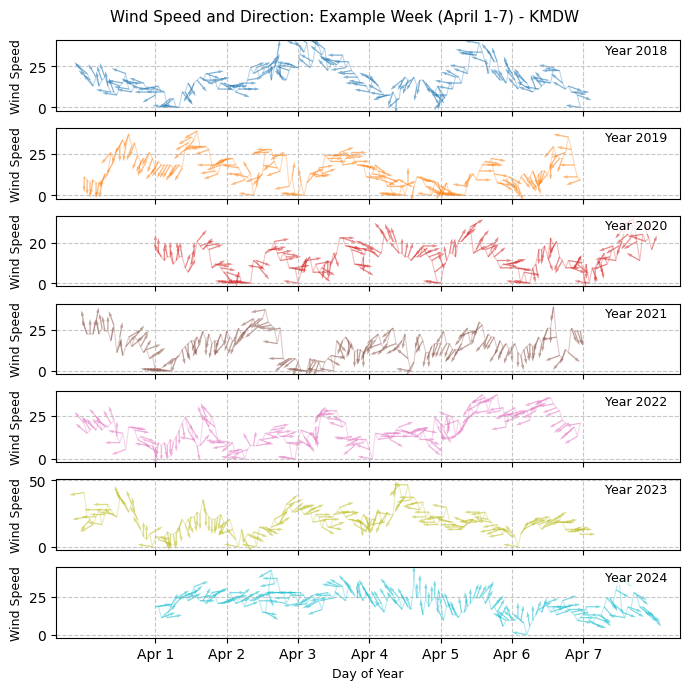 Wind Speed and Direction: Example Week (April 1-7) - KMDW
Wind Speed
25
0
Year 2018
Wind Speed
25
0
Year 2019
Wind Speed
20
0
Year 2020
Wind Speed
25
0
Year 2021
Wind Speed
25
0
Year 2022
Wind Speed
50
0
Year 2023
Wind Speed
25
0
Year 2024
Apr 1 Apr 2 Apr 3 Apr 4 Apr 5 Apr 6 Apr 7
Day of Year